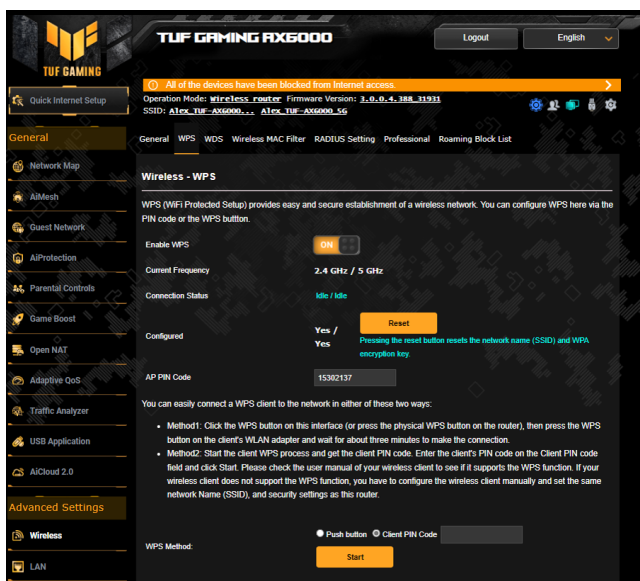 TUF GAMING
TUF GAMING AX6000
Logout
English
All of the devices have been blocked from Internet access.
Quick Internet Setup
Operation Mode: Wireless router Firmware Version: 3.0.0.4.388_31931
SSID: Alex_TUF-AX6000... Alex_TUF-AX6000_5G
General
General WPS WDS Wireless MAC Filter RADIUS Setting Professional Roaming Block List
Network Map
AiMesh
Guest Network
AiProtection
Parental Controls
Game Boost
Open NAT
Adaptive QoS
Traffic Analyzer
USB Application
AiCloud 2.0
Advanced Settings
Wireless
LAN
Wireless - WPS
WPS (WiFi Protected Setup) provides easy and secure establishment of a wireless network. You can configure WPS here via the
PIN code or the WPS buttton.
Enable WPS
ON
Current Frequency
2.4 GHz / 5 GHz
Connection Status
Idle / Idle
Configured
Yes /
Yes
Reset
Pressing the reset button resets the network name (SSID) and WPA
encryption key.
AP PIN Code
15302137
You can easily connect a WPS client to the network in either of these two ways:
• Method1: Click the WPS button on this interface (or press the physical WPS button on the router), then press the WPS
button on the client's WLAN adapter and wait for about three minutes to make the connection.
• Method2: Start the client WPS process and get the client PIN code. Enter the client's PIN code on the Client PIN code
field and click Start. Please check the user manual of your wireless client to see if it supports the WPS function. If your
wireless client does not support the WPS function, you have to configure the wireless client manually and set the same
network Name (SSID), and security settings as this router.
WPS Method:
Push button Client PIN Code
Start